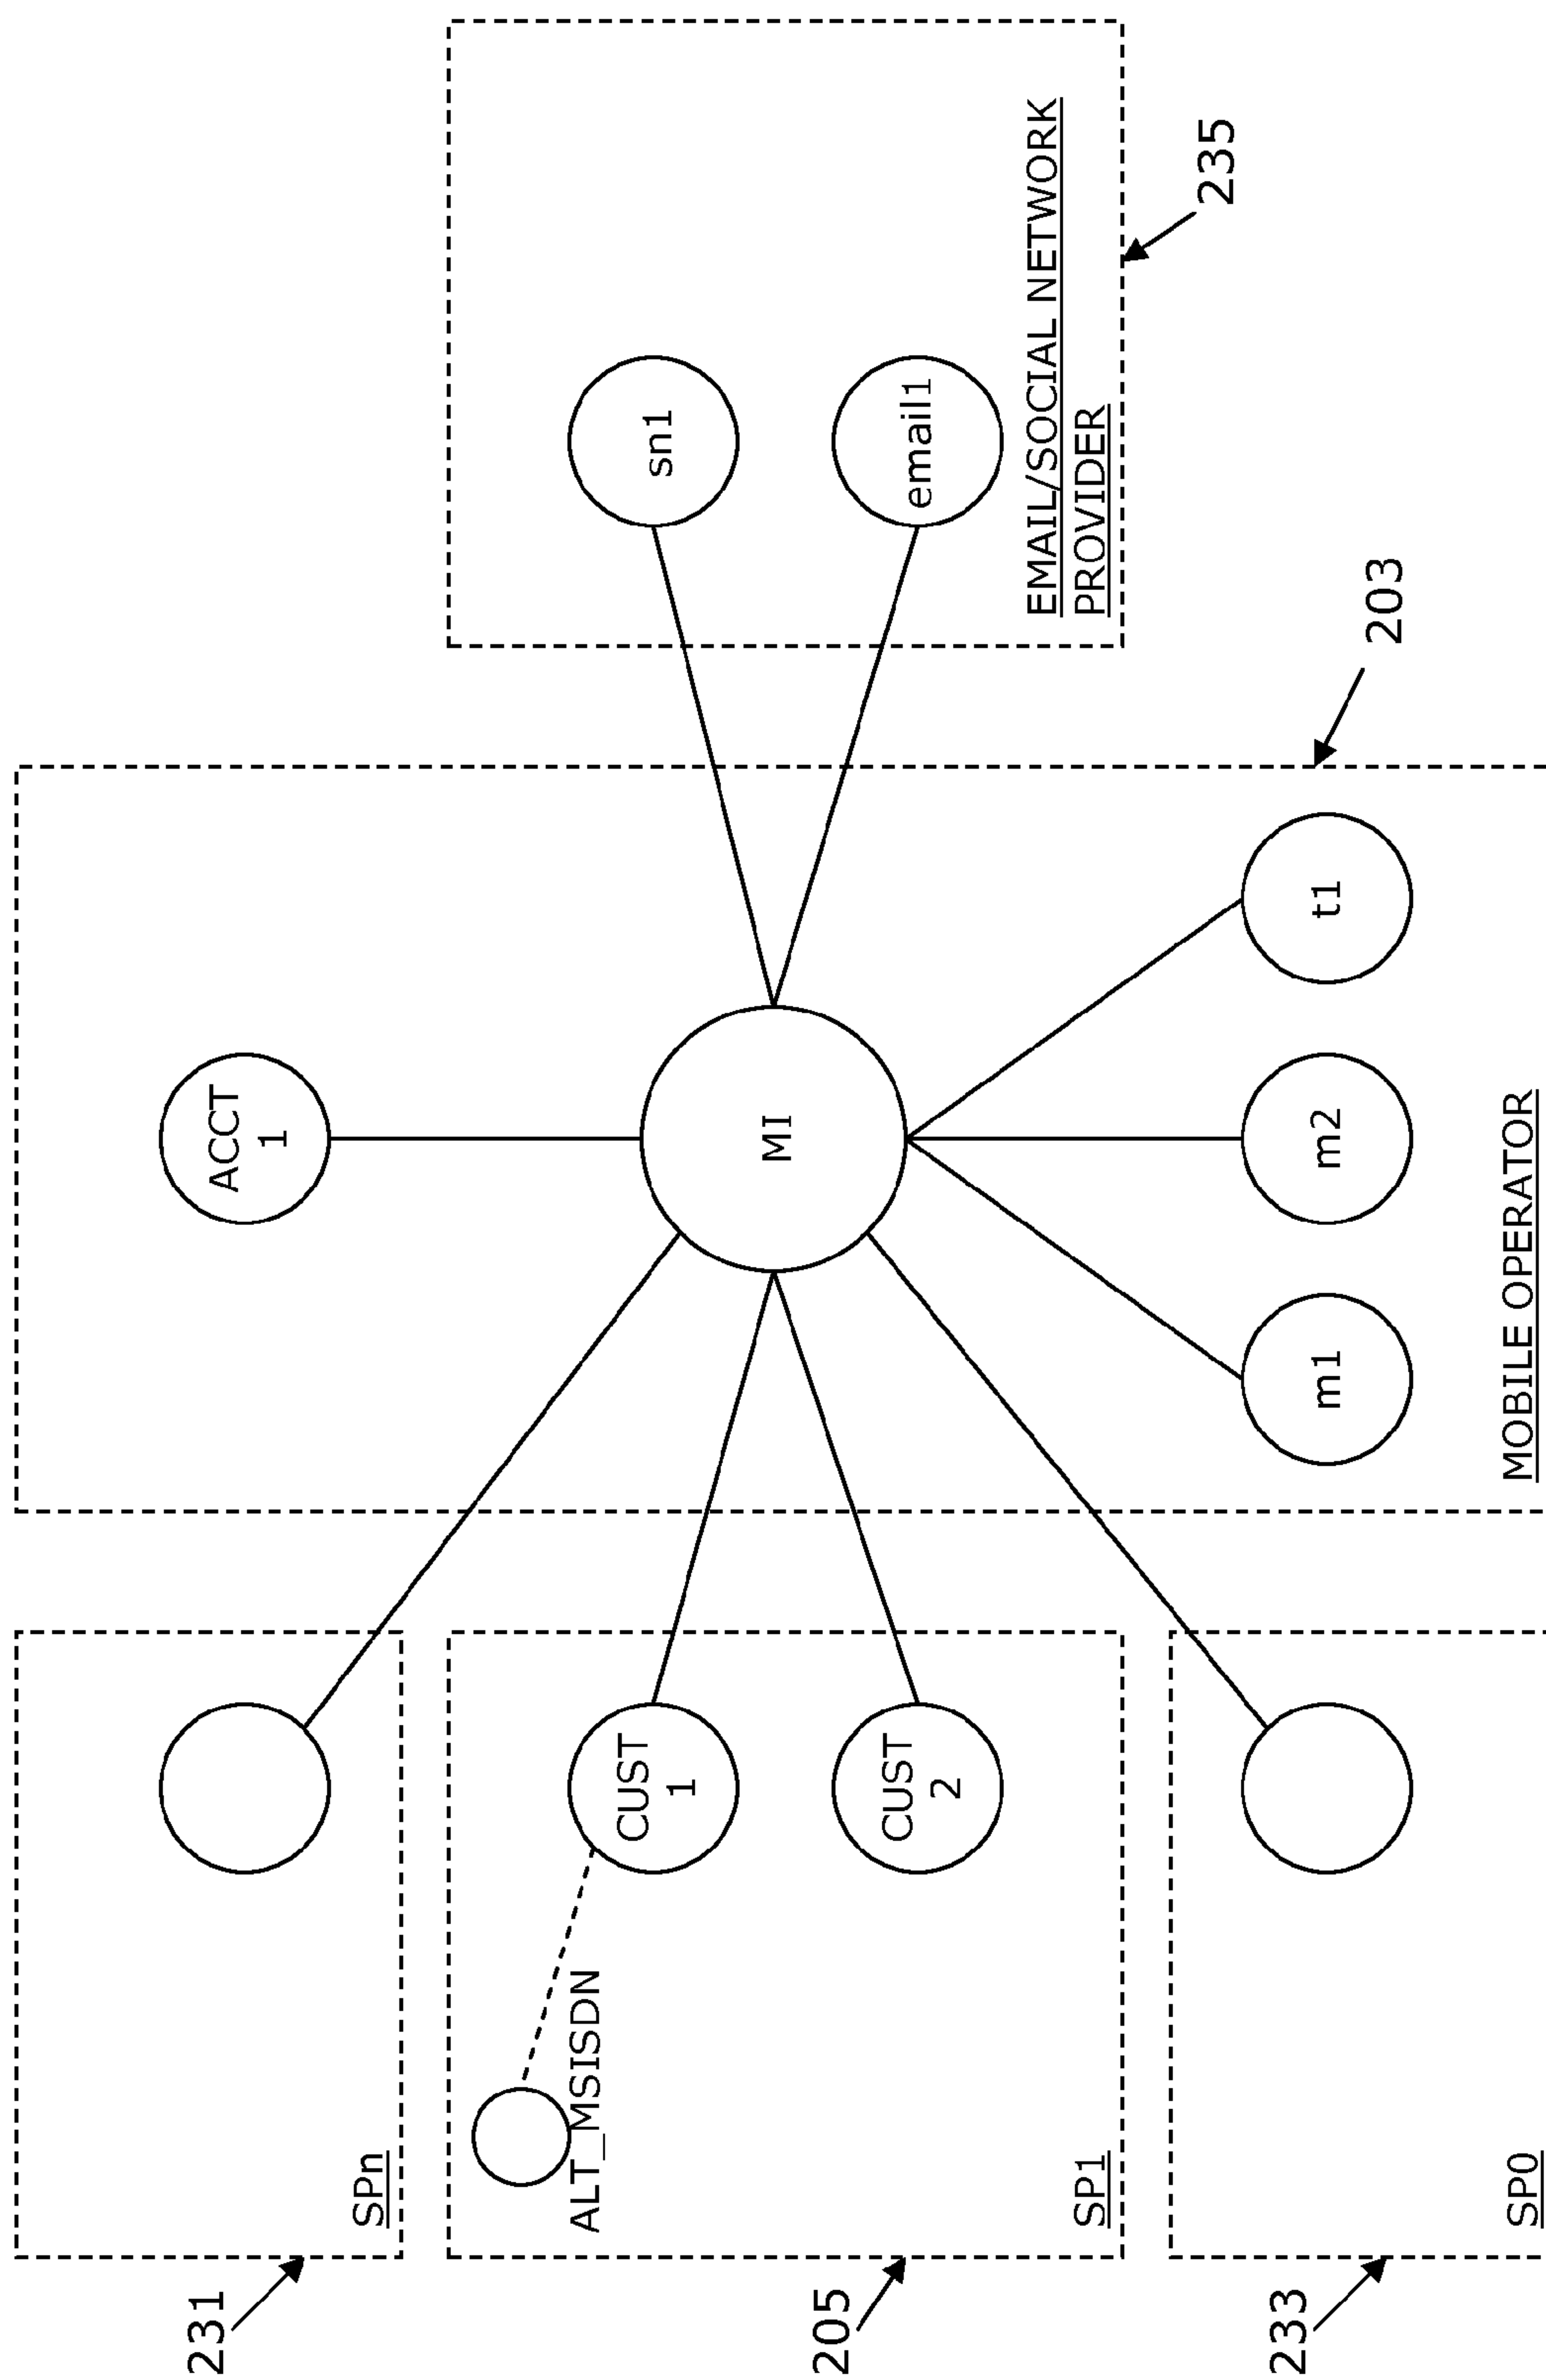 231
SPn
ACCT
1
205
ALT_MSISDN
CUST
1
CUST
2
SP1
MI
sn1
email1
EMAIL/SOCIAL NETWORK
PROVIDER
235
233
SP0
m1
m2
t1
MOBILE OPERATOR
203